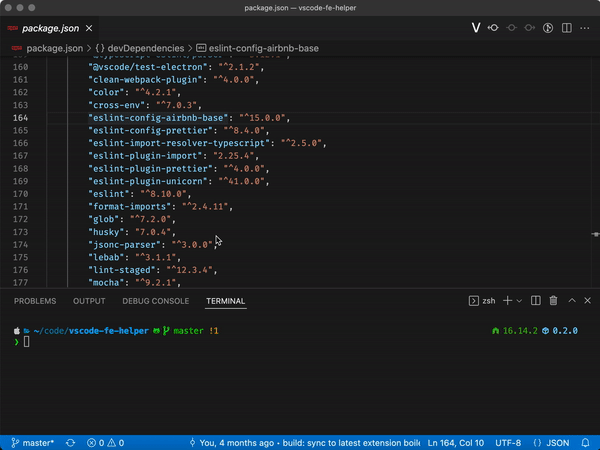 package.json — vscode-fe-helper
package.json
package.json > { } devDependencies > eslint-config-airbnb-base
161 "@vscode/test-electron": "^2.1.2",
161 "clean-webpack-plugin": "^4.0.0",
162 "color": "^4.2.1",
163 "cross-env": "^7.0.3",
164 "eslint-config-airbnb-base": "^15.0.0",
165 "eslint-config-prettier": "^8.4.0",
166 "eslint-import-resolver-typescript": "^2.5.0",
167 "eslint-plugin-import": "2.25.4",
168 "eslint-plugin-prettier": "^4.0.0",
169 "eslint-plugin-unicorn": "^41.0.0",
170 "eslint": "^8.10.0",
171 "format-imports": "^2.4.11",
172 "glob": "^7.2.0",
173 "husky": "7.0.4",
174 "jsonc-parser": "^3.0.0",
175 "lebab": "^3.1.1",
176 "lint-staged": "^12.3.4",
177 "mocha": "^9.2.1",
PROBLEMS OUTPUT DEBUG CONSOLE TERMINAL zsh
~/code/vscode-fe-helper master !1 16.14.2 0.2.0
master* 0 0 You, 4 months ago • build: sync to latest extension boile Ln 164, Col 10 UTF-8 { } JSON